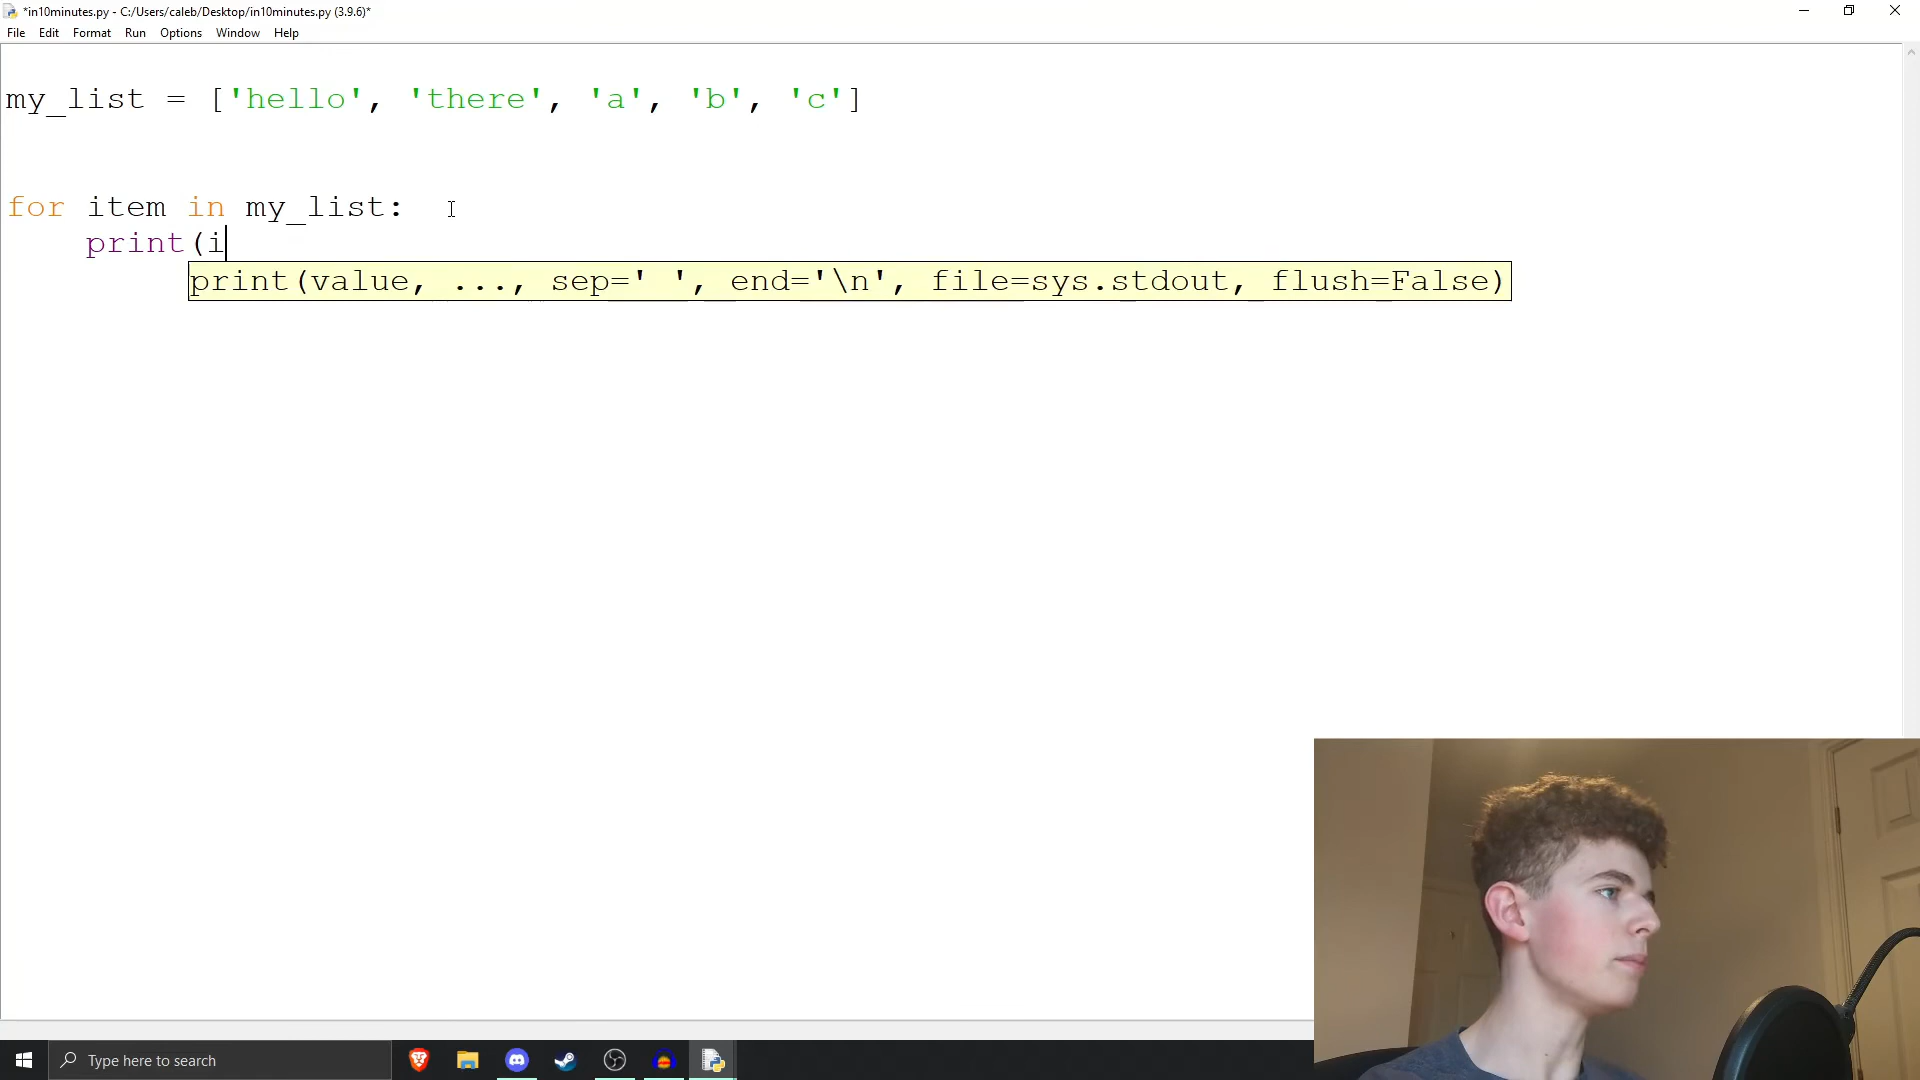 *in10minutes.py - C:/Users/caleb/Desktop/in10minutes.py (3.9.6)*
File Edit Format Run Options Window Help
my_list = ['hello', 'there', 'a', 'b', 'c']
for item in my_list:
print(i
print(value, ..., sep=' ', end='\n', file=sys.stdout, flush=False)
Type here to search